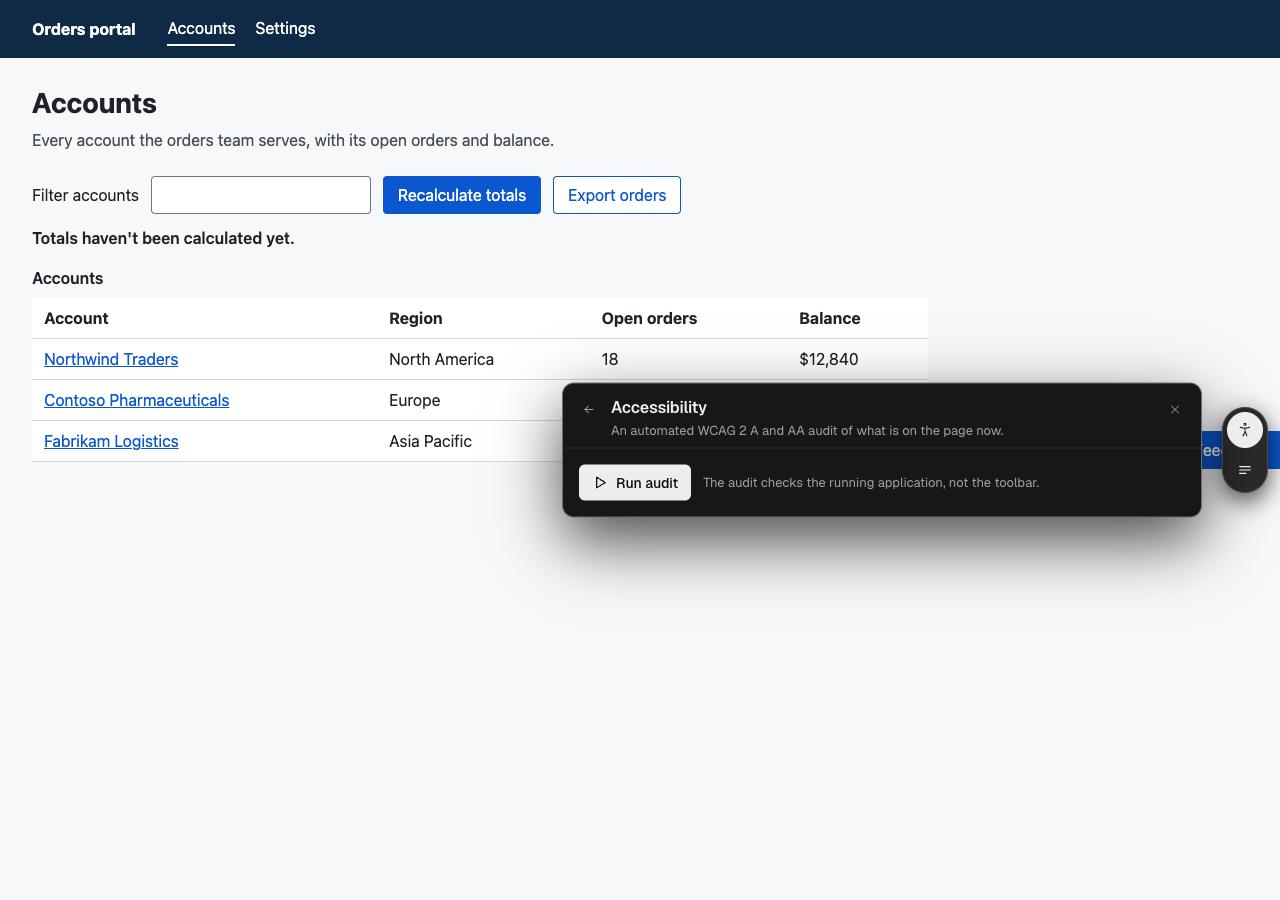 Orders portal
Accounts
Settings
Accounts
Every account the orders team serves, with its open orders and balance.
Filter accounts
Recalculate totals
Export orders
Totals haven't been calculated yet.
Accounts
Account Region Open orders Balance
Northwind Traders North America 18 $12,840
Contoso Pharmaceuticals Europe
Fabrikam Logistics Asia Pacific
Accessibility
An automated WCAG 2 A and AA audit of what is on the page now.
Run audit
The audit checks the running application, not the toolbar.